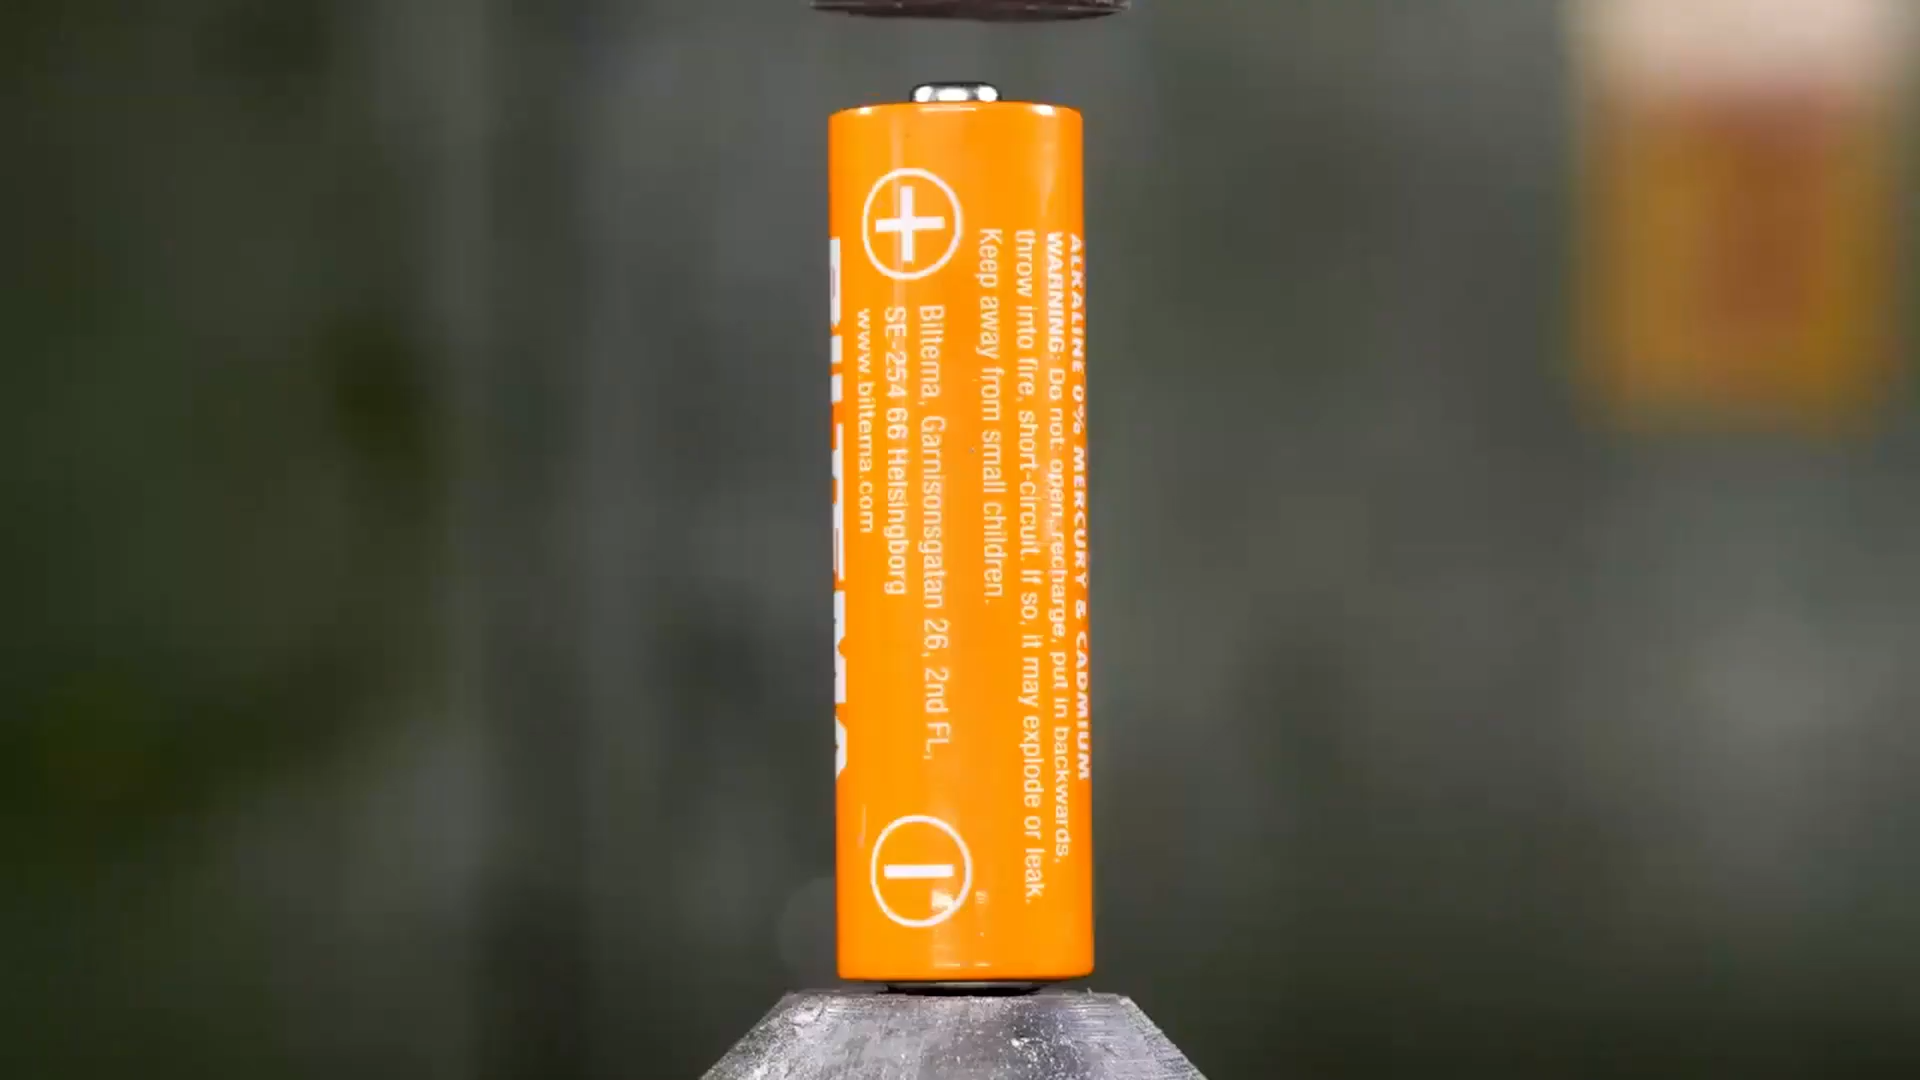 ALKALINE 0% MERCURY & CADMIUM
WARNING: Do not: open, recharge, put in backwards,
throw into fire, short-circuit. If so, it may explode or leak.
Keep away from small children.
Biltema, Garnisonsgatan 26, 2nd FL,
SE-254 66 Helsingborg
www.biltema.com
BILTEMA